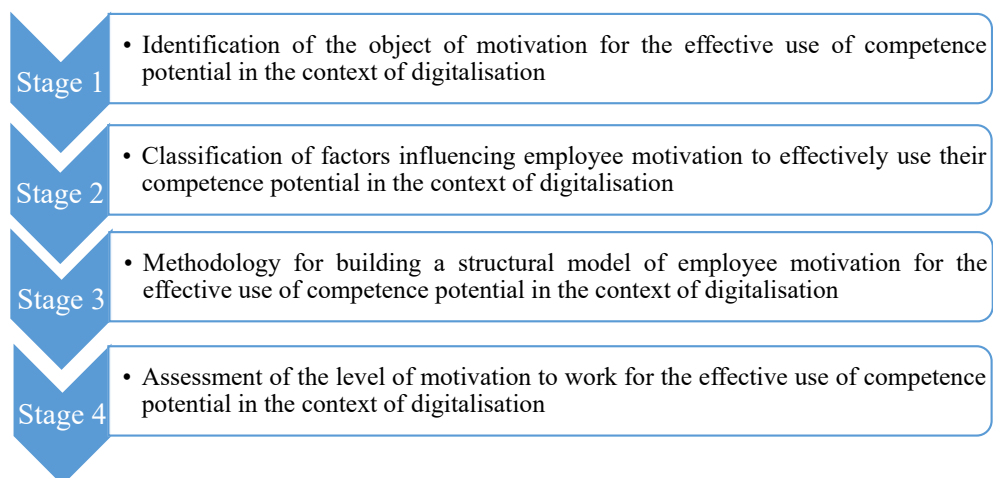 Stage 1
• Identification of the object of motivation for the effective use of competence
potential in the context of digitalisation
Stage 2
• Classification of factors influencing employee motivation to effectively use their
competence potential in the context of digitalisation
Stage 3
• Methodology for building a structural model of employee motivation for the
effective use of competence potential in the context of digitalisation
Stage 4
• Assessment of the level of motivation to work for the effective use of competence
potential in the context of digitalisation